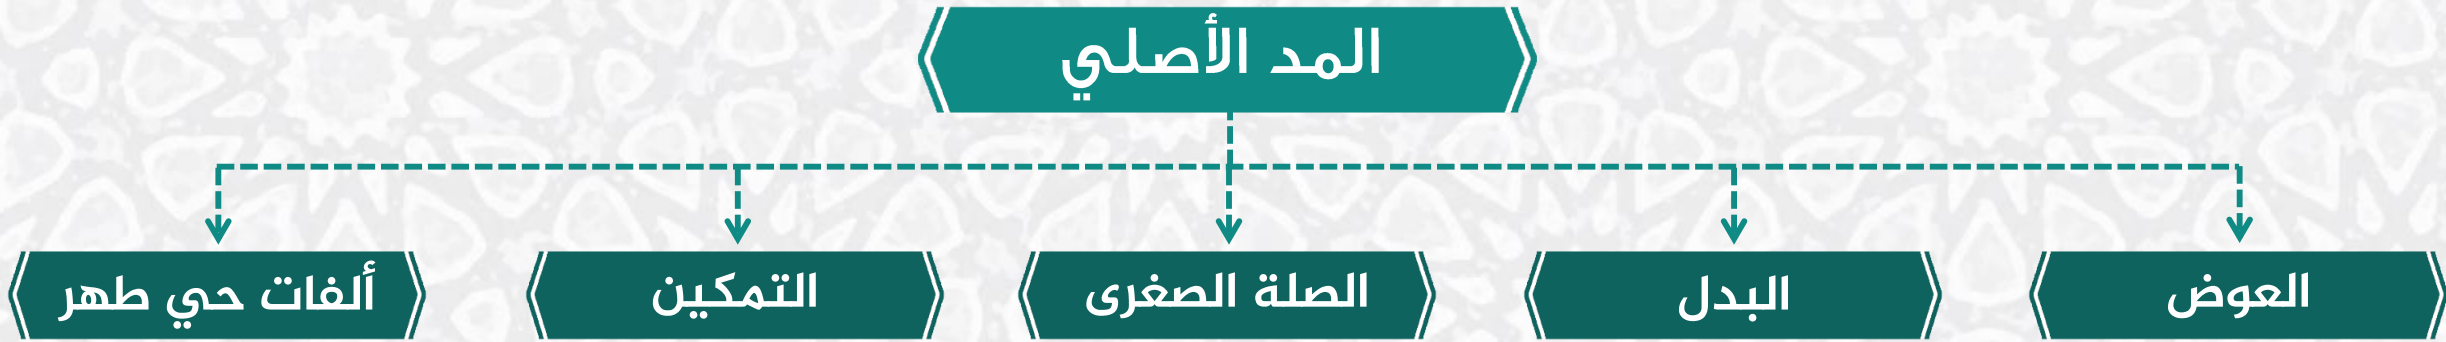 المد الأصلي
العوض
البدل
الصلة الصغرى
التمكين
ألفات حي طهر